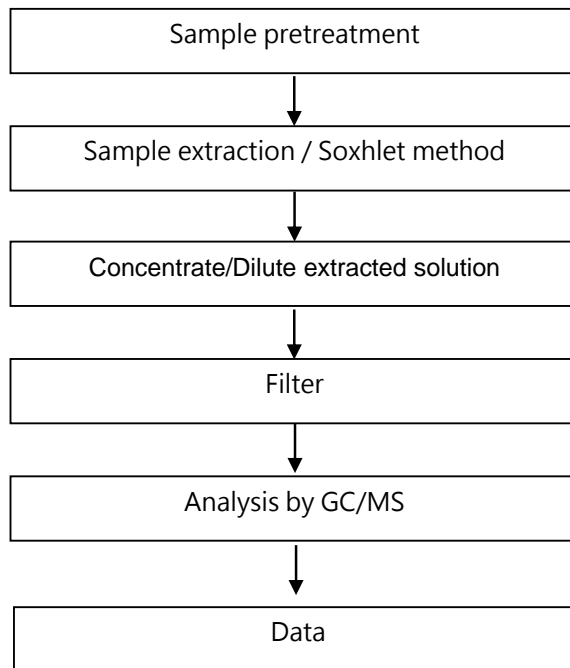 Sample pretreatment
Sample extraction / Soxhlet method
Concentrate/Dilute extracted solution
Filter
Analysis by GC/MS
Data